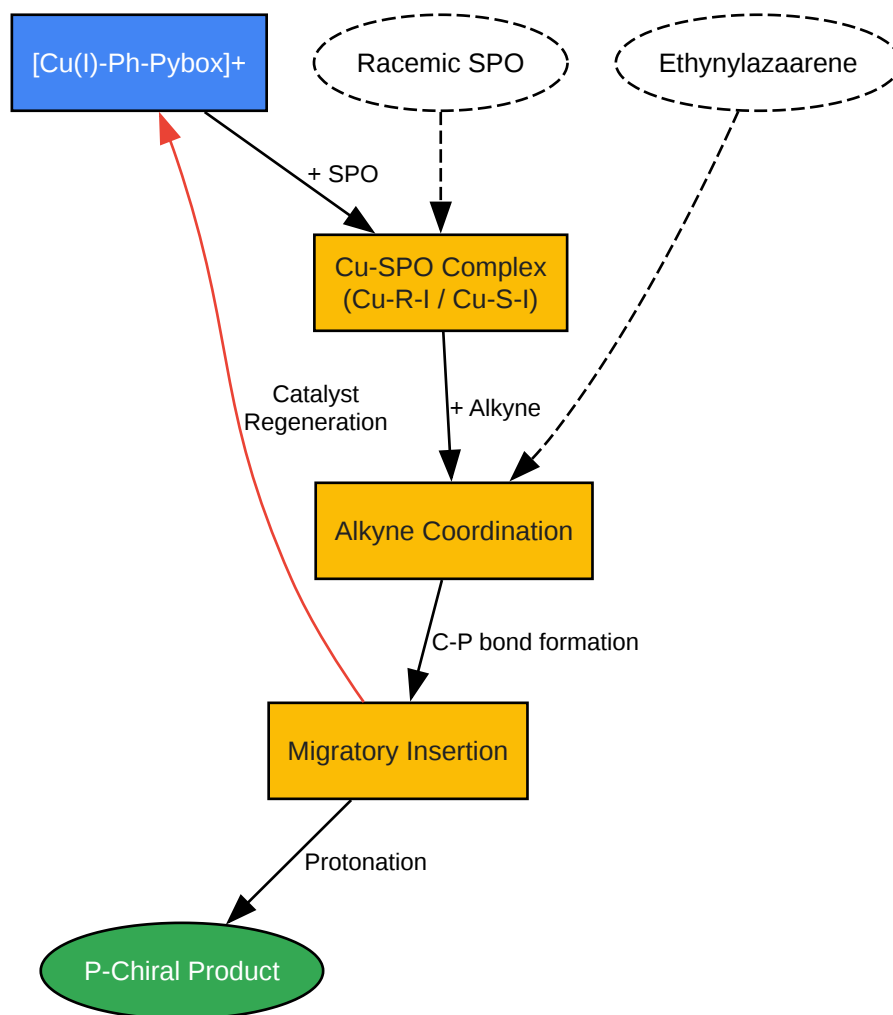 [Cu(I)-Ph-Pybox]+
Racemic SPO
Ethynylazaarene
+ SPO
Cu-SPO Complex
(Cu-R-I / Cu-S-I)
Catalyst
Regeneration
+ Alkyne
Alkyne Coordination
C-P bond formation
Migratory Insertion
Protonation
P-Chiral Product